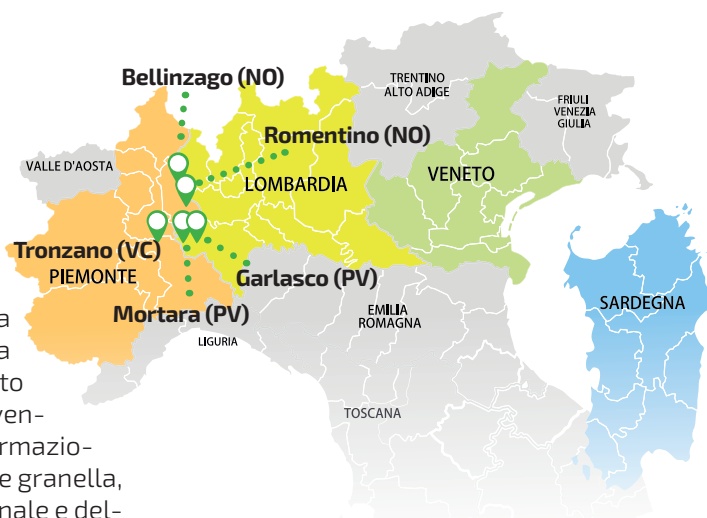 Bellinzago (NO)
TRENTINO
ALTO ADIGE
FRIULI
VENEZIA
GIULIA
Romentino (NO)
VALLE D'AOSTA
LOMBARDIA
VENETO
Tronzano (VC)
PIEMONTE
Garlasco (PV)
Mortara (PV)
SARDEGNA
EMILIA
ROMAGNA
LIGURIA
TOSCANA
a
a
to
ven-
rmazio-
e granella,
nale e del-